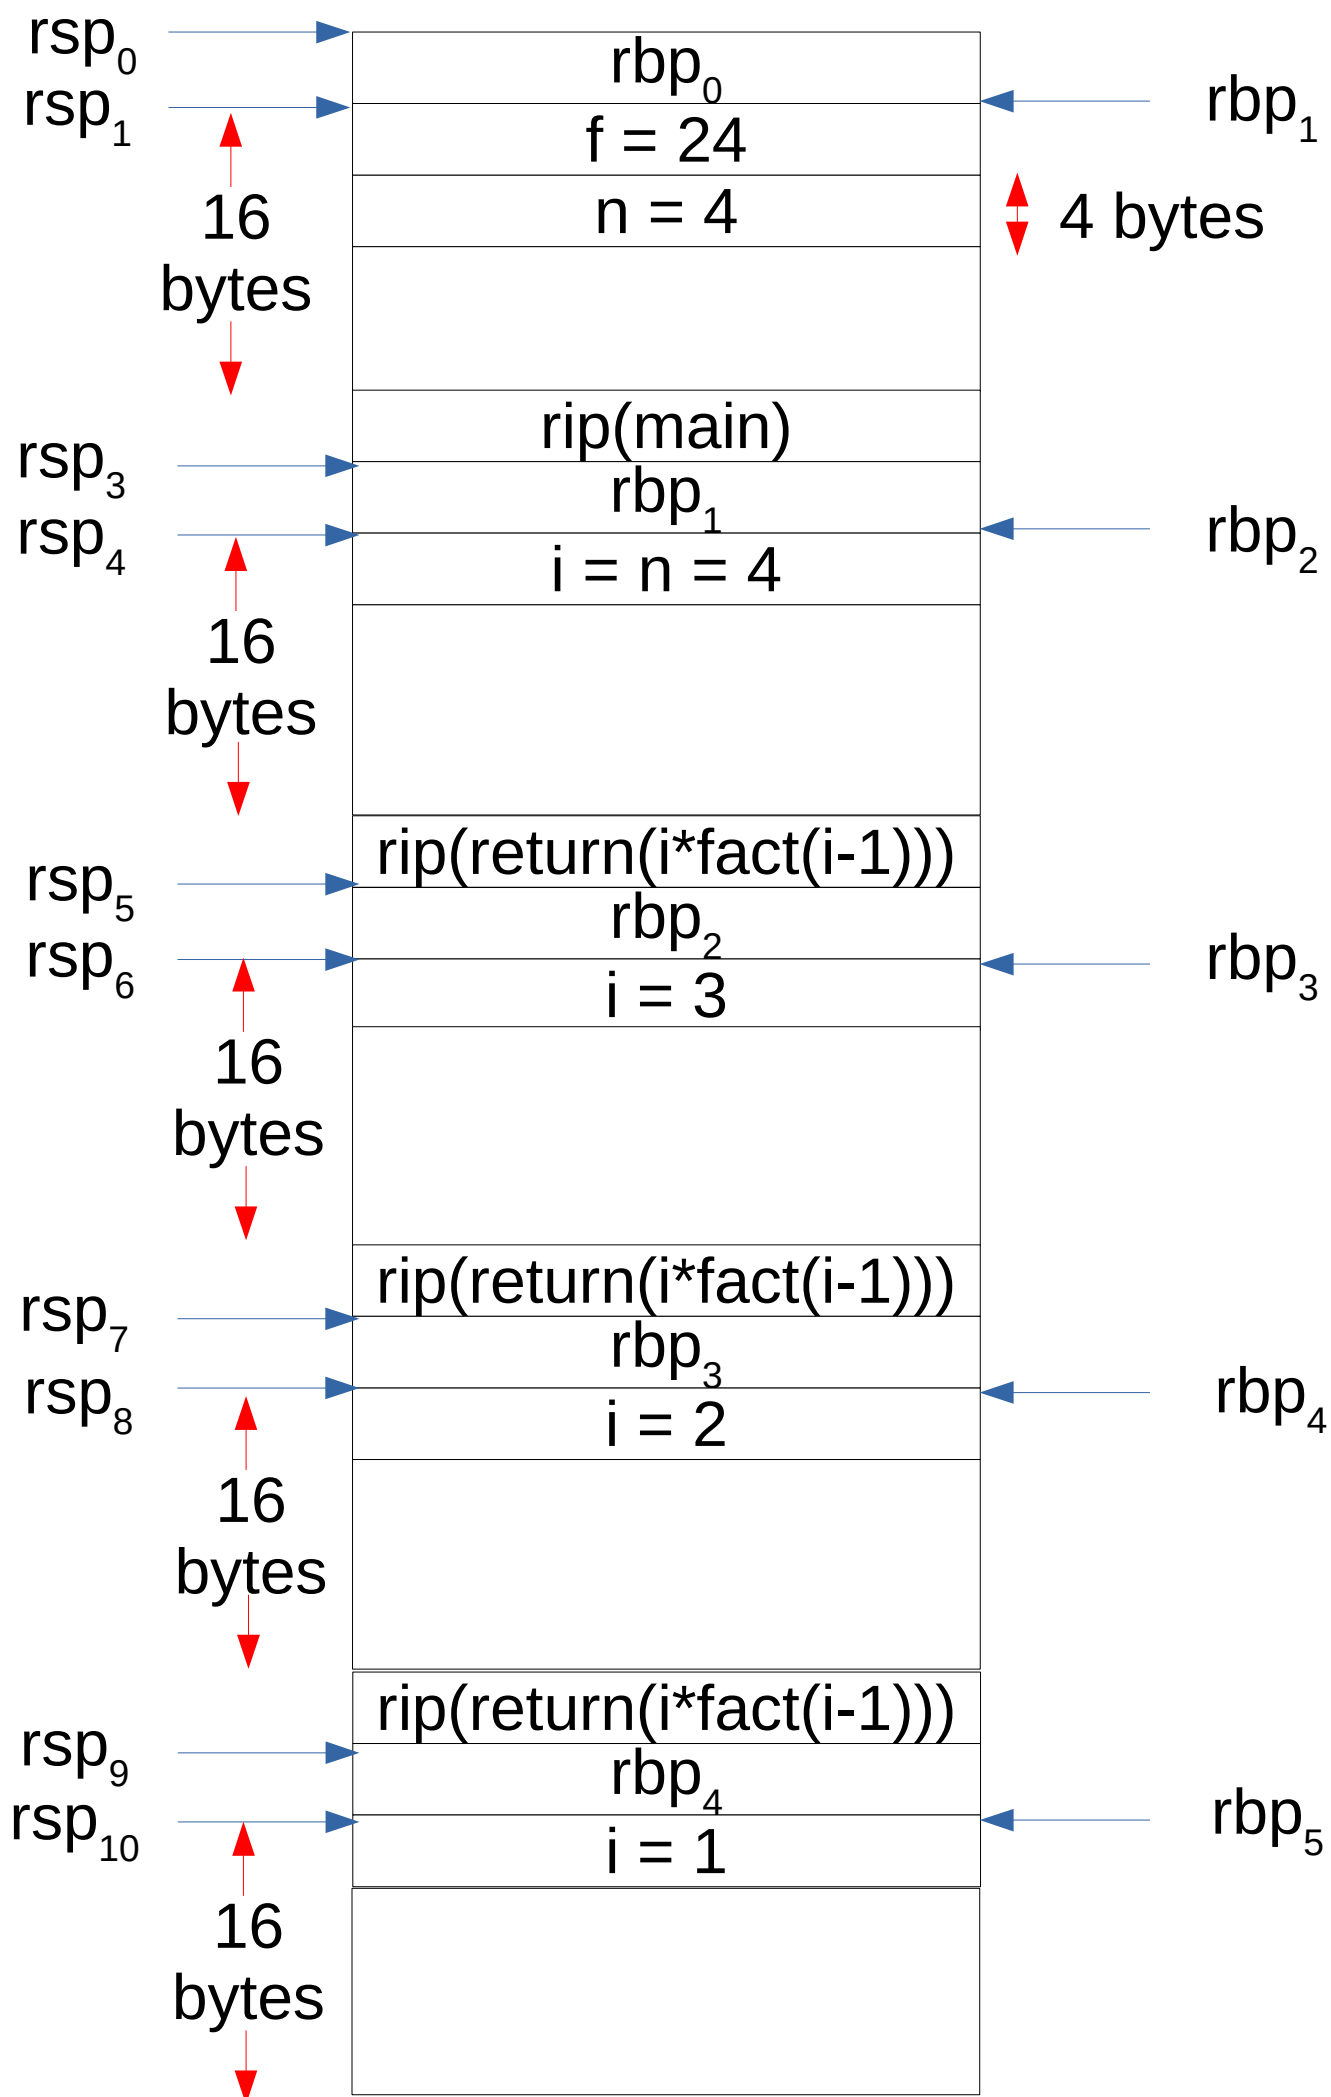 rsp0
rbp0
rsp1
rbp1
f = 24
n = 4
4 bytes
16
bytes
rip(main)
rsp3
rbp1
rsp4
rbp2
i = n = 4
16
bytes
rip(return(i*fact(i-1)))
rsp5
rbp2
rsp6
rbp3
i = 3
16
bytes
rip(return(i*fact(i-1)))
rsp7
rbp3
rsp8
rbp4
i = 2
16
bytes
rip(return(i*fact(i-1)))
rsp9
rbp4
rsp10
rbp5
i = 1
16
bytes